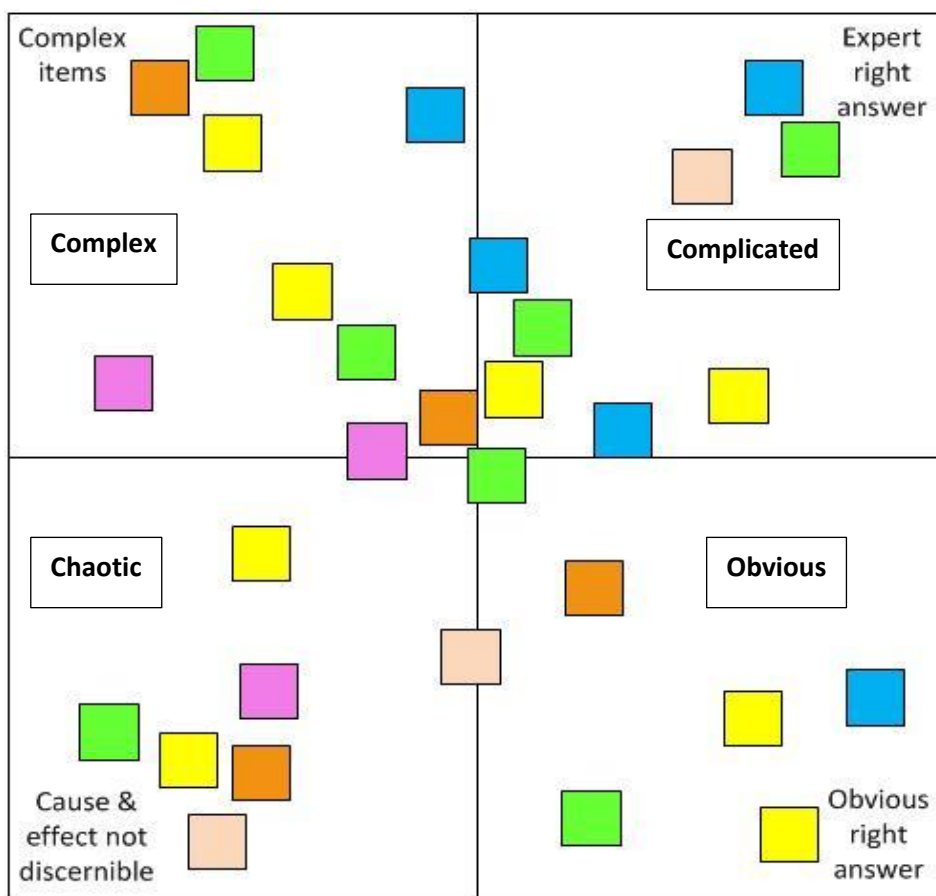 Complex
items
Expert
right
answer
Complex
Complicated
Chaotic
Obvious
Cause &
effect not
discernible
Obvious
right
answer